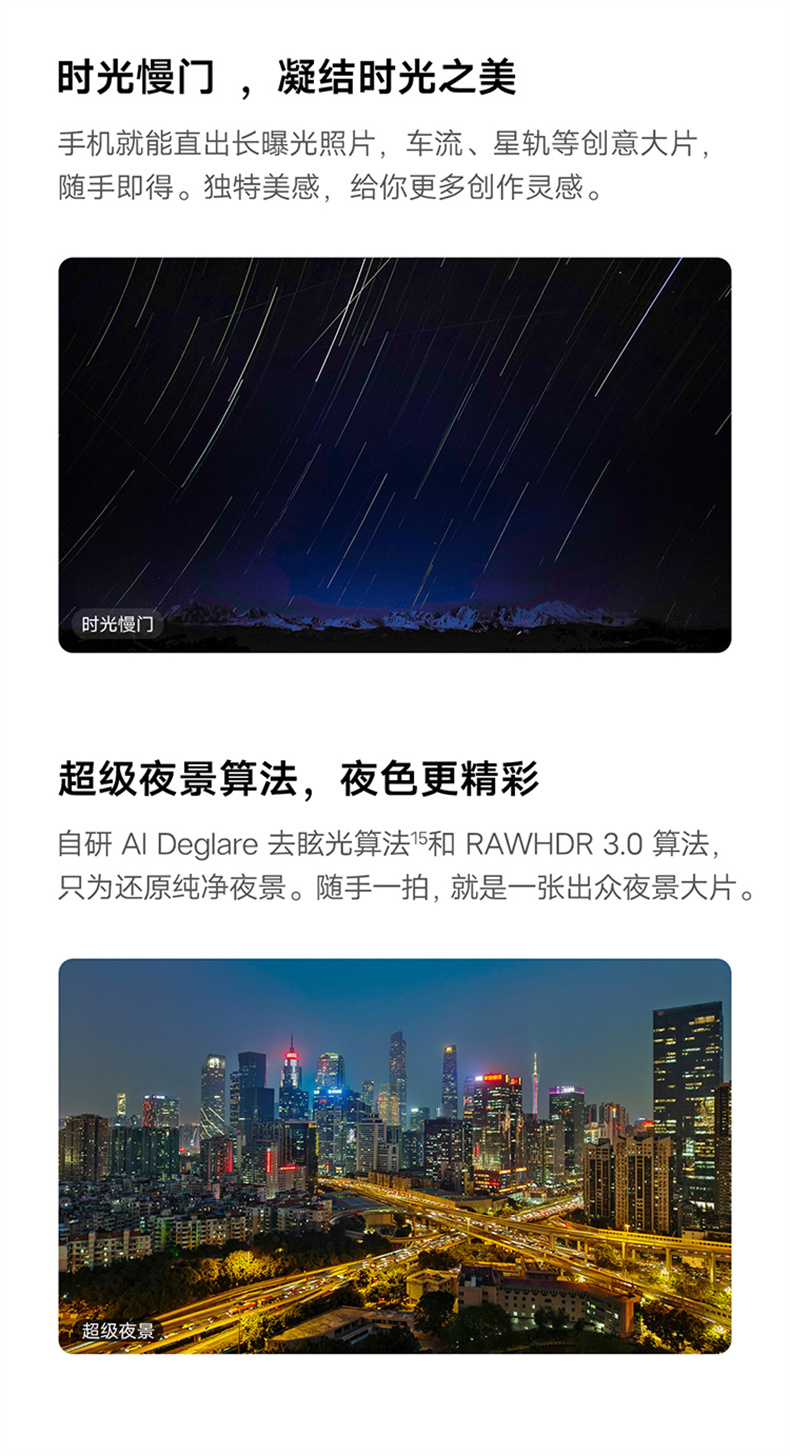 时光慢门 ，凝结时光之美
手机就能直出长曝光照片，车流、星轨等创意大片，
随手即得。独特美感，给你更多创作灵感。
时光慢门
超级夜景算法，夜色更精彩
自研 AI Deglare 去眩光算法¹⁵和 RAWHDR 3.0 算法，
只为还原纯净夜景。随手一拍，就是一张出众夜景大片。
超级夜景